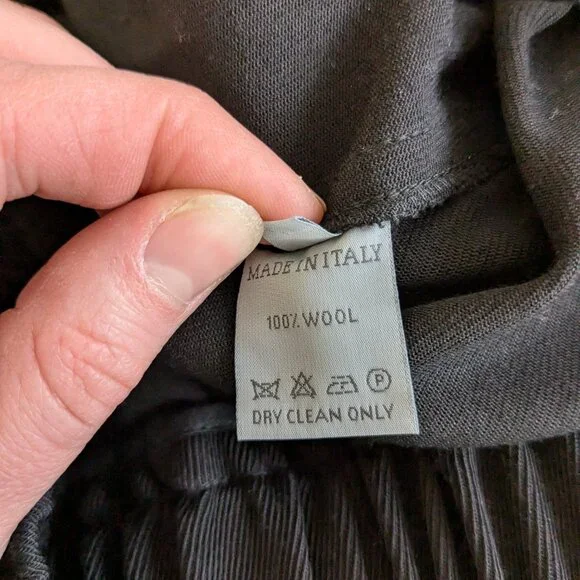 MADE IN ITALY
100% WOOL
P
DRY CLEAN ONLY